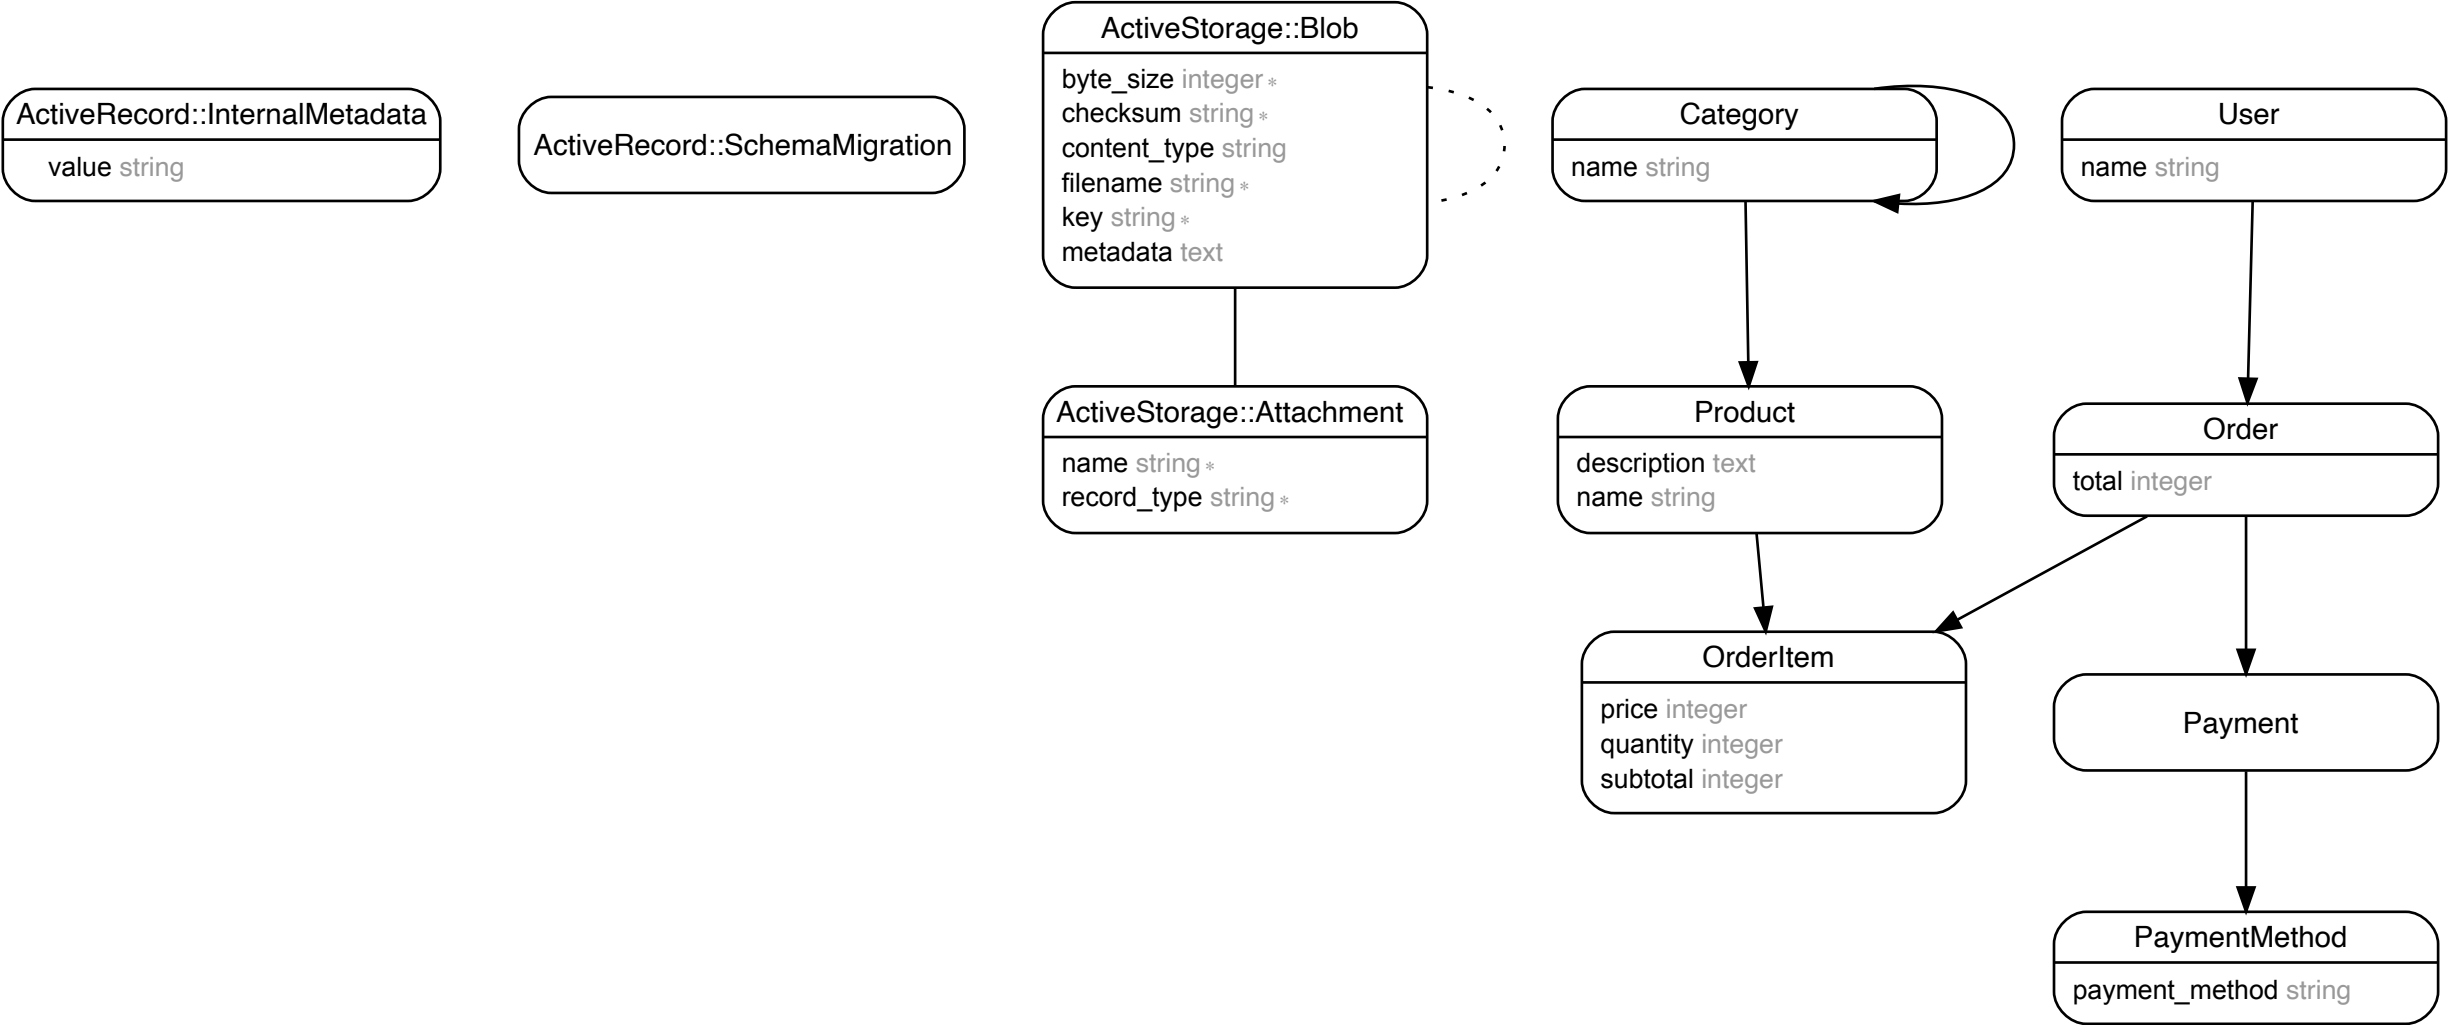 ActiveRecord::InternalMetadata
value string
ActiveRecord::SchemaMigration
ActiveStorage::Blob
byte_size integer *
checksum string *
content_type string
filename string *
key string *
metadata text
ActiveStorage::Attachment
name string *
record_type string *
Category
name string
Product
description text
name string
OrderItem
price integer
quantity integer
subtotal integer
User
name string
Order
total integer
Payment
PaymentMethod
payment_method string